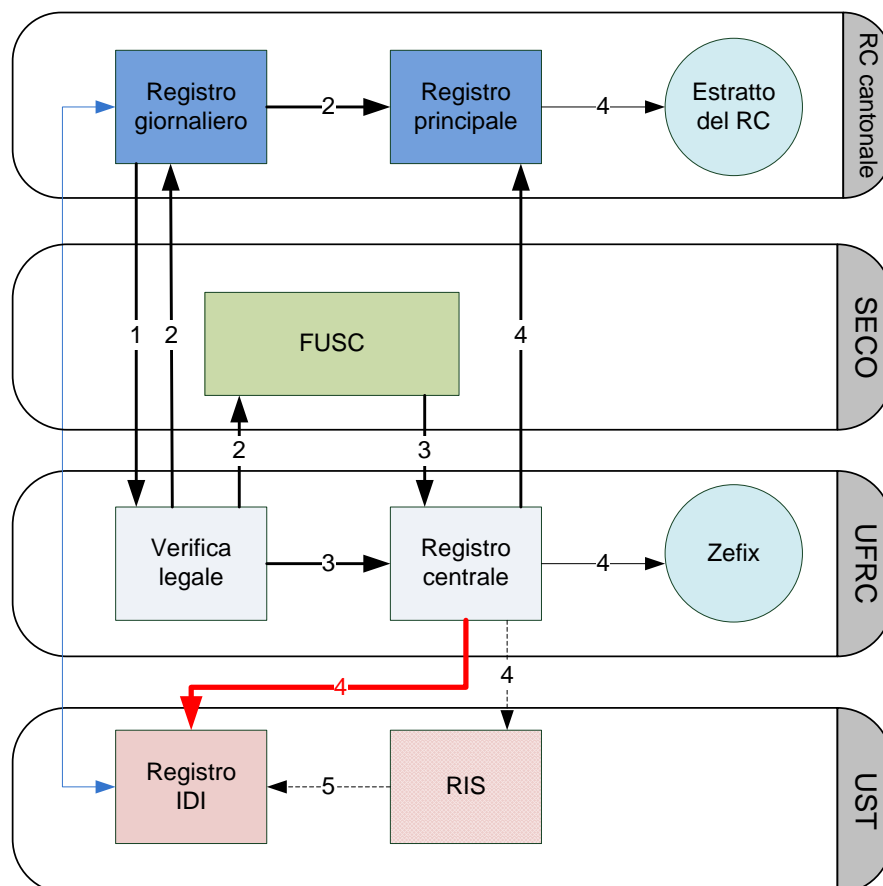 Registro
giornaliero
2
Registro
principale
4
Estratto
del RC
RC cantonale
1
2
FUSC
4
SECO
2
3
Verifica
legale
3
Registro
centrale
4
Zefix
UFRC
4
4
Registro
IDI
5
RIS
UST